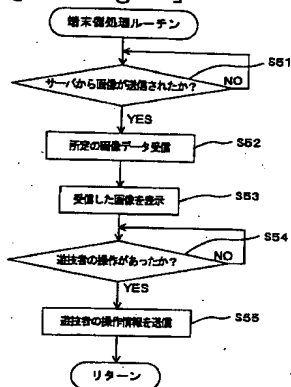 端末側処理ルーチン
S51
サーバから画像が送信されたか?
NO
YES
所定の画像データ受信
S52
受信した画像を表示
S53
S54
遊技者の操作があったか?
NO
YES
遊技者の操作情報を送信
S55
リターン